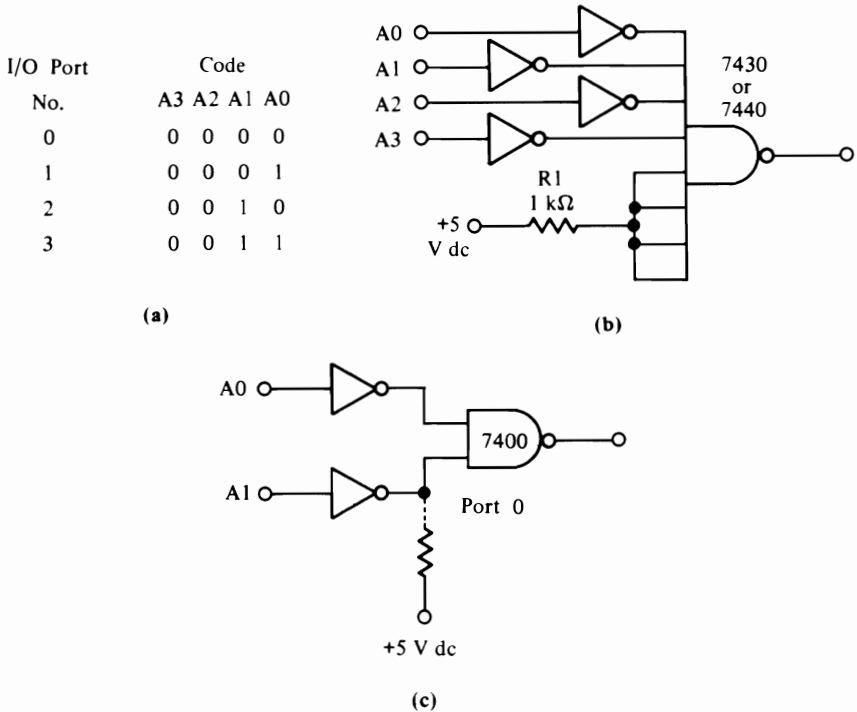 I/O Port Code
No. A3 A2 A1 A0
0 0 0 0 0
1 0 0 0 1
2 0 0 1 0
3 0 0 1 1
(a)
A0
A1
A2
A3
7430
or
7440
R1
1 kΩ
+5
V dc
(b)
A0
A1
7400
Port 0
+5 V dc
(c)